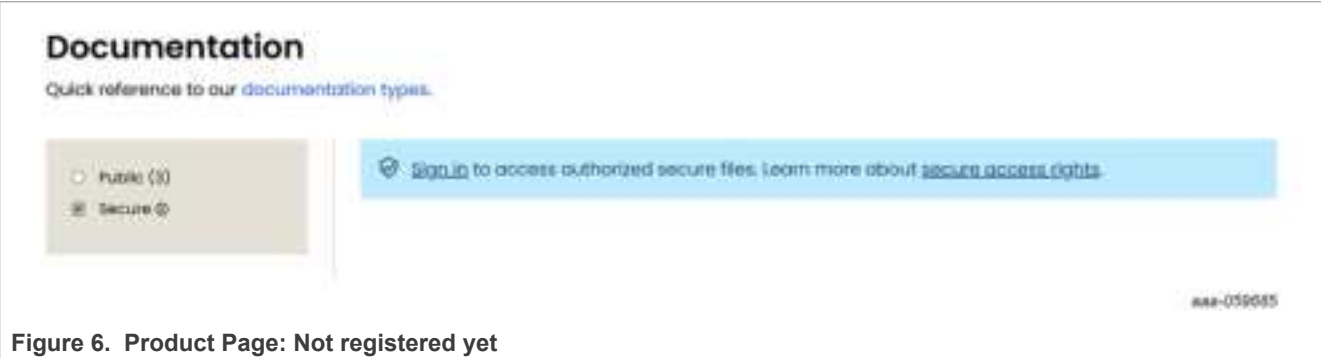 Documentation
Quick reference to our documentation types.
Public (3)
Secure
Sign in to access authorized secure files. Learn more about secure access rights.
aaa-059685
Figure 6. Product Page: Not registered yet